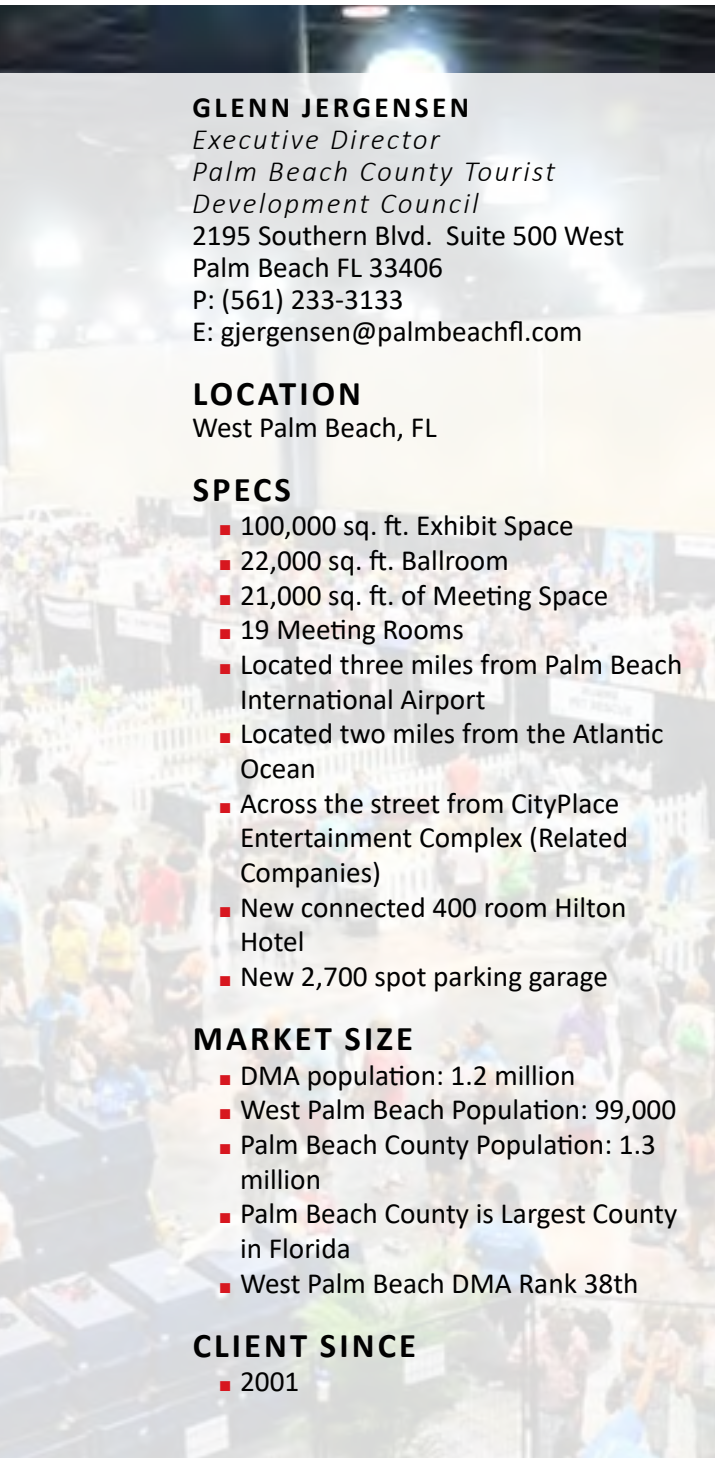 GLENN JERGENSEN
Executive Director
Palm Beach County Tourist
Development Council
2195 Southern Blvd.  Suite 500 West
Palm Beach FL 33406
P: (561) 233-3133
E: gjergensen@palmbeachfl.com
LOCATION
West Palm Beach, FL
SPECS
■ 100,000 sq. ft. Exhibit Space
■ 22,000 sq. ft. Ballroom
■ 21,000 sq. ft. of Meeting Space
■ 19 Meeting Rooms
■ Located three miles from Palm Beach
International Airport
■ Located two miles from the Atlantic
Ocean
■ Across the street from CityPlace
Entertainment Complex (Related
Companies)
■ New connected 400 room Hilton
Hotel
■ New 2,700 spot parking garage
MARKET SIZE
■ DMA population: 1.2 million
■ West Palm Beach Population: 99,000
■ Palm Beach County Population: 1.3
million
■ Palm Beach County is Largest County
in Florida
■ West Palm Beach DMA Rank 38th
CLIENT SINCE
■ 2001